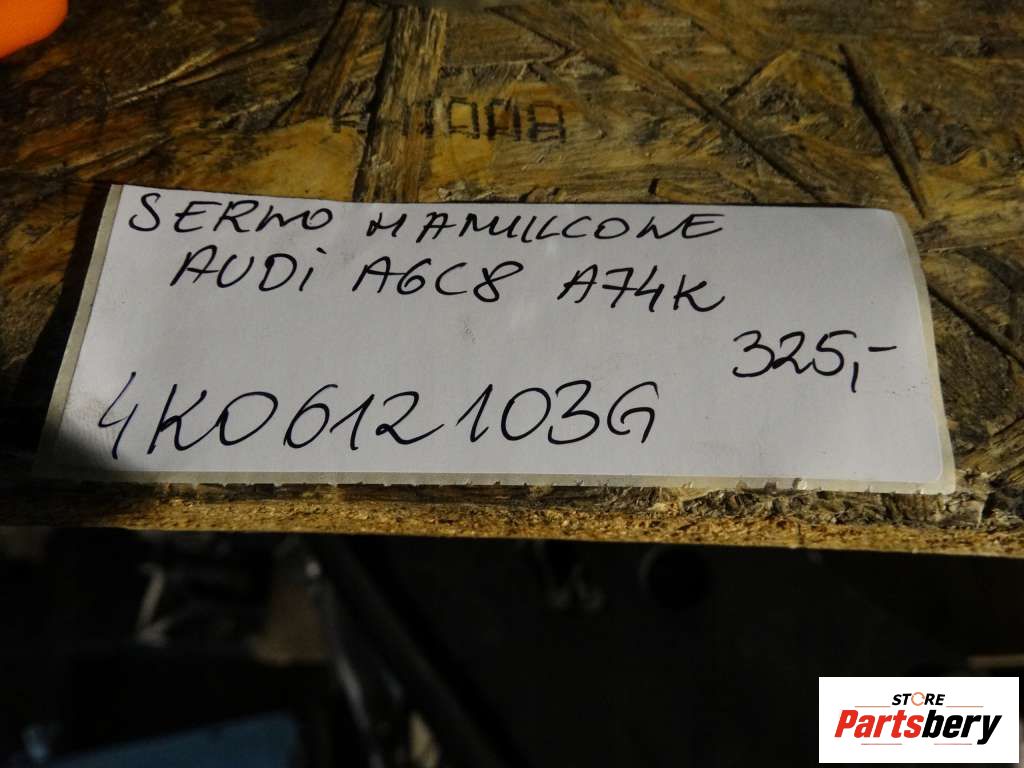 SERWO HAMULCOWE
AUDi A6C8 A74K
325,-
4K0612103G
STORE
Partsbery